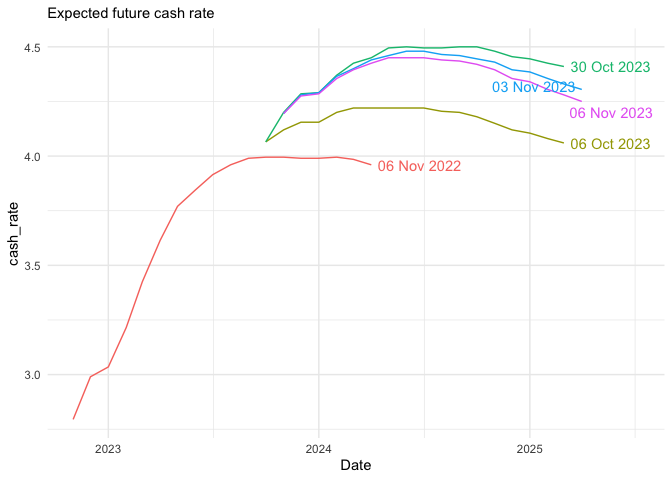 Expected future cash rate
4.5
30 Oct 2023
03 Nov 2023
06 Nov 2023
4.0
06 Oct 2023
06 Nov 2022
cash_rate
3.5
3.0
2023
2024
2025
Date